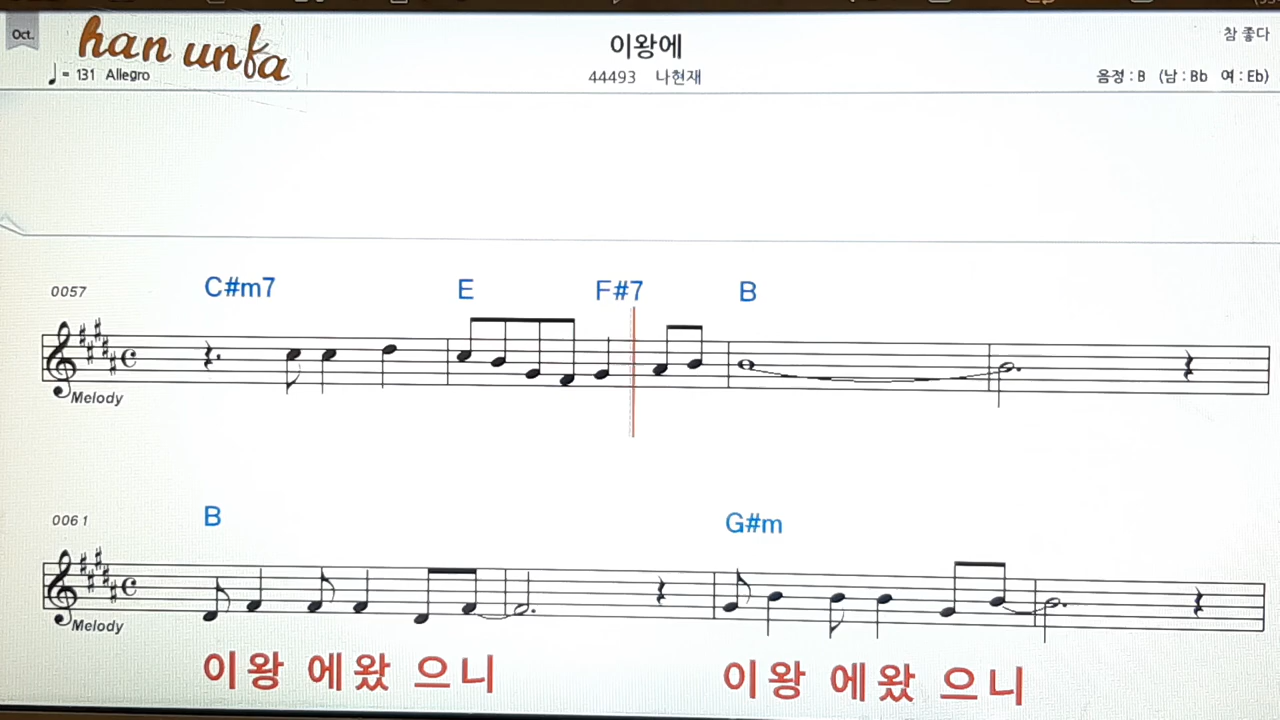 Oct.
han unfa
이왕에
참 좋다
♩= 131 Allegro
44493 나현재
음정 : B (남 : Bb 여 : Eb)
0057
C#m7 E F#7 B
Melody
0061
B G#m
Melody
이왕 에왔 으니 이왕 에왔 으니